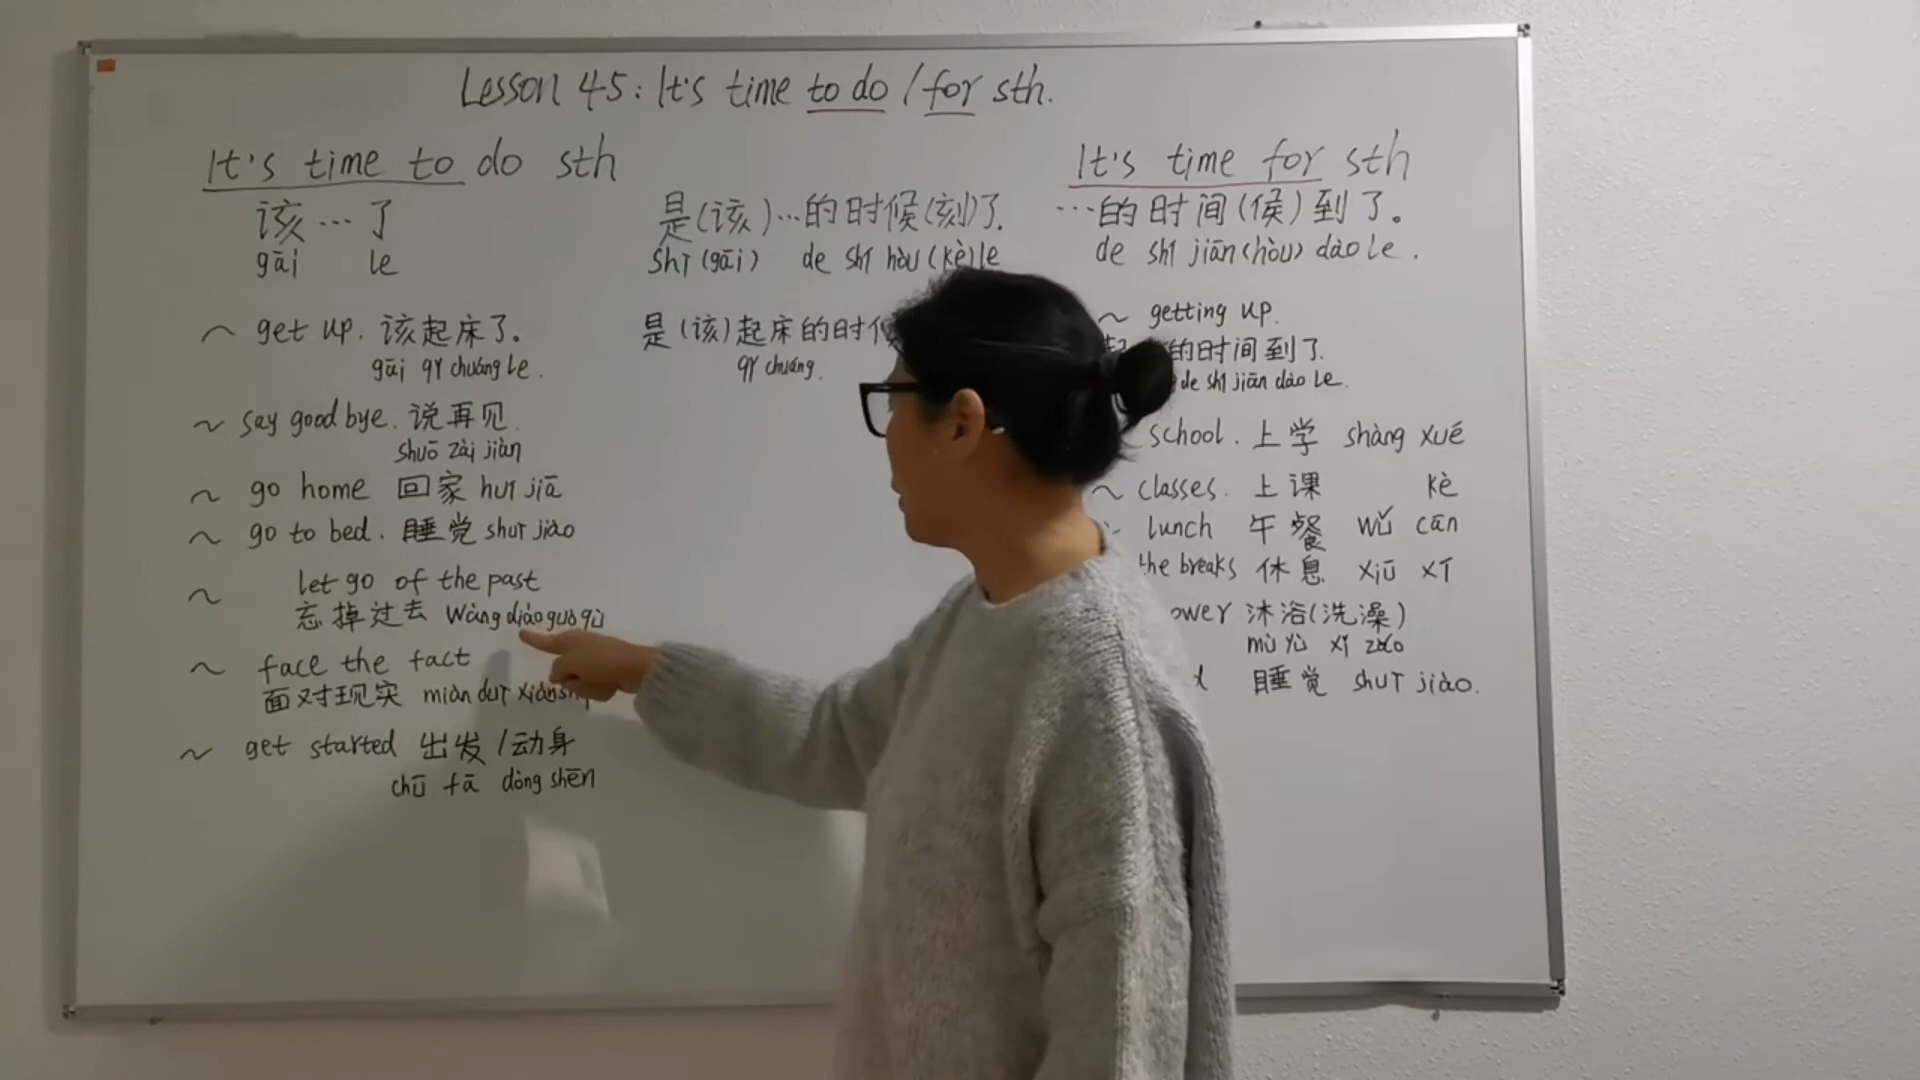 Lesson 45: It's time to do / for sth.
It's time to do sth
该…了
gāi le
~ get up. 该起床了。
gāi qǐ chuáng le.
~ say good bye. 说再见.
shuō zài jiàn
~ go home 回家 huí jiā
~ go to bed. 睡觉 shuì jiào
~ let go of the past
忘掉过去 wàng diào guò qù
~ face the fact
面对现实 miàn duì xiàn
~ get started 出发/动身
chū fā dòng shēn
是(该)…的时候(刻)了.
shì (gāi) de shí hòu (kè) le
是(该)起床的时候
qǐ chuáng.
It's time for sth
…的时间(候)到了。
de shí jiān (hòu) dào le.
~ getting up.
的时间到了.
de shí jiān dào le.
school. 上学 shàng xué
~ classes. 上课 kè
lunch 午餐 wǔ cān
the breaks 休息 xiū xī
沐浴(洗澡)
mù yù xǐ zǎo
睡觉 shuì jiào.